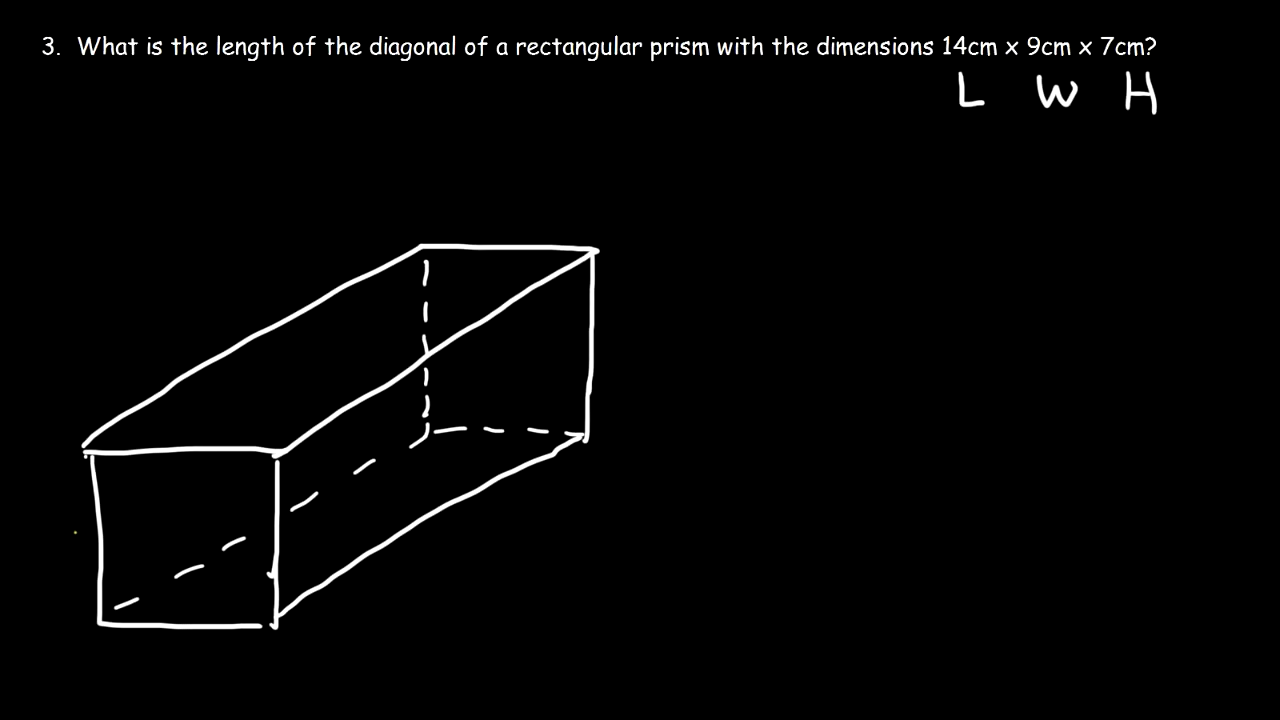 3. What is the length of the diagonal of a rectangular prism with the dimensions 14cm x 9cm x 7cm?
L W H